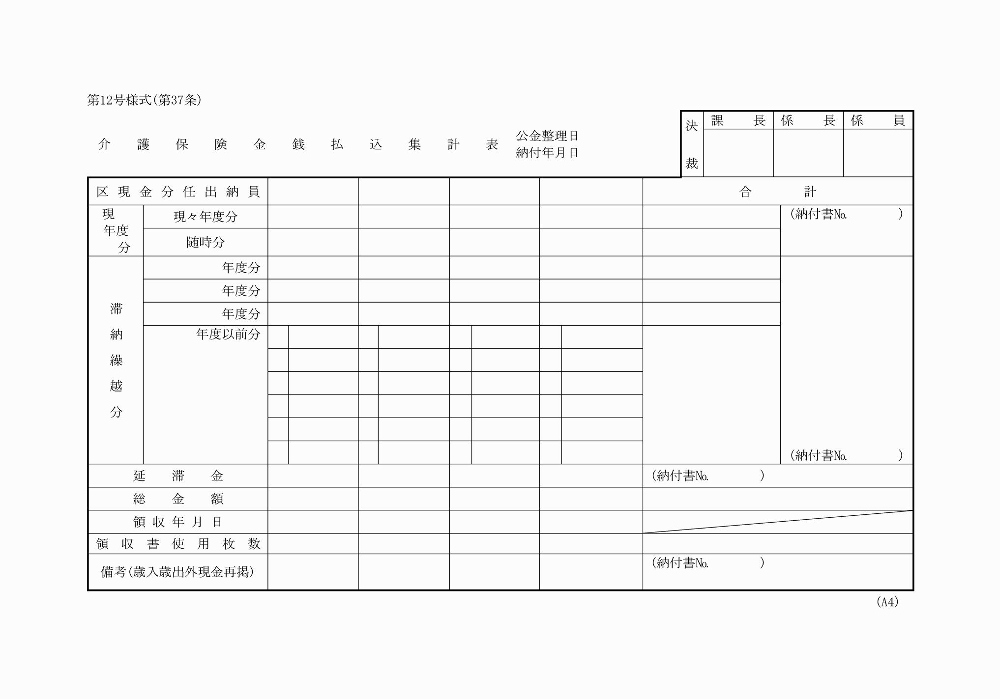 第12号様式(第37条)
介護保険金銭払込集計表
公金整理日
納付年月日
決裁
課長 係長 係員
区現金分任出納員 合計
現年度分
現々年度分
(納付書№ )
随時分
滞納繰越分
年度分
年度分
年度分
年度以前分
(納付書№ )
延滞金 (納付書№ )
総金額
領収年月日
領収書使用枚数
備考(歳入歳出外現金再掲) (納付書№ )
(A4)